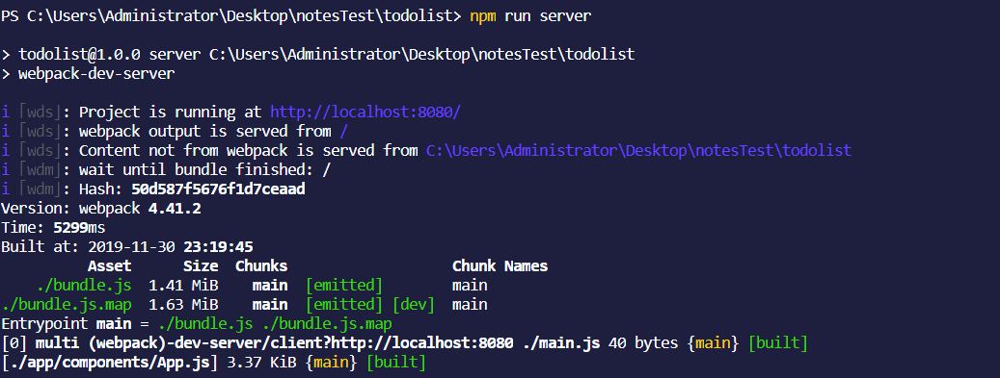 PS C:\Users\Administrator\Desktop\notesTest\todolist> npm run server
> todolist@1.0.0 server C:\Users\Administrator\Desktop\notesTest\todolist
> webpack-dev-server
i ｢wds｣: Project is running at http://localhost:8080/
i ｢wds｣: webpack output is served from /
i ｢wds｣: Content not from webpack is served from C:\Users\Administrator\Desktop\notesTest\todolist
i ｢wdm｣: wait until bundle finished: /
i ｢wdm｣: Hash: 50d587f5676f1d7ceaad
Version: webpack 4.41.2
Time: 5299ms
Built at: 2019-11-30 23:19:45
Asset Size Chunks Chunk Names
./bundle.js 1.41 MiB main [emitted] main
./bundle.js.map 1.63 MiB main [emitted] [dev] main
Entrypoint main = ./bundle.js ./bundle.js.map
[0] multi (webpack)-dev-server/client?http://localhost:8080 ./main.js 40 bytes {main} [built]
[./app/components/App.js] 3.37 KiB {main} [built]